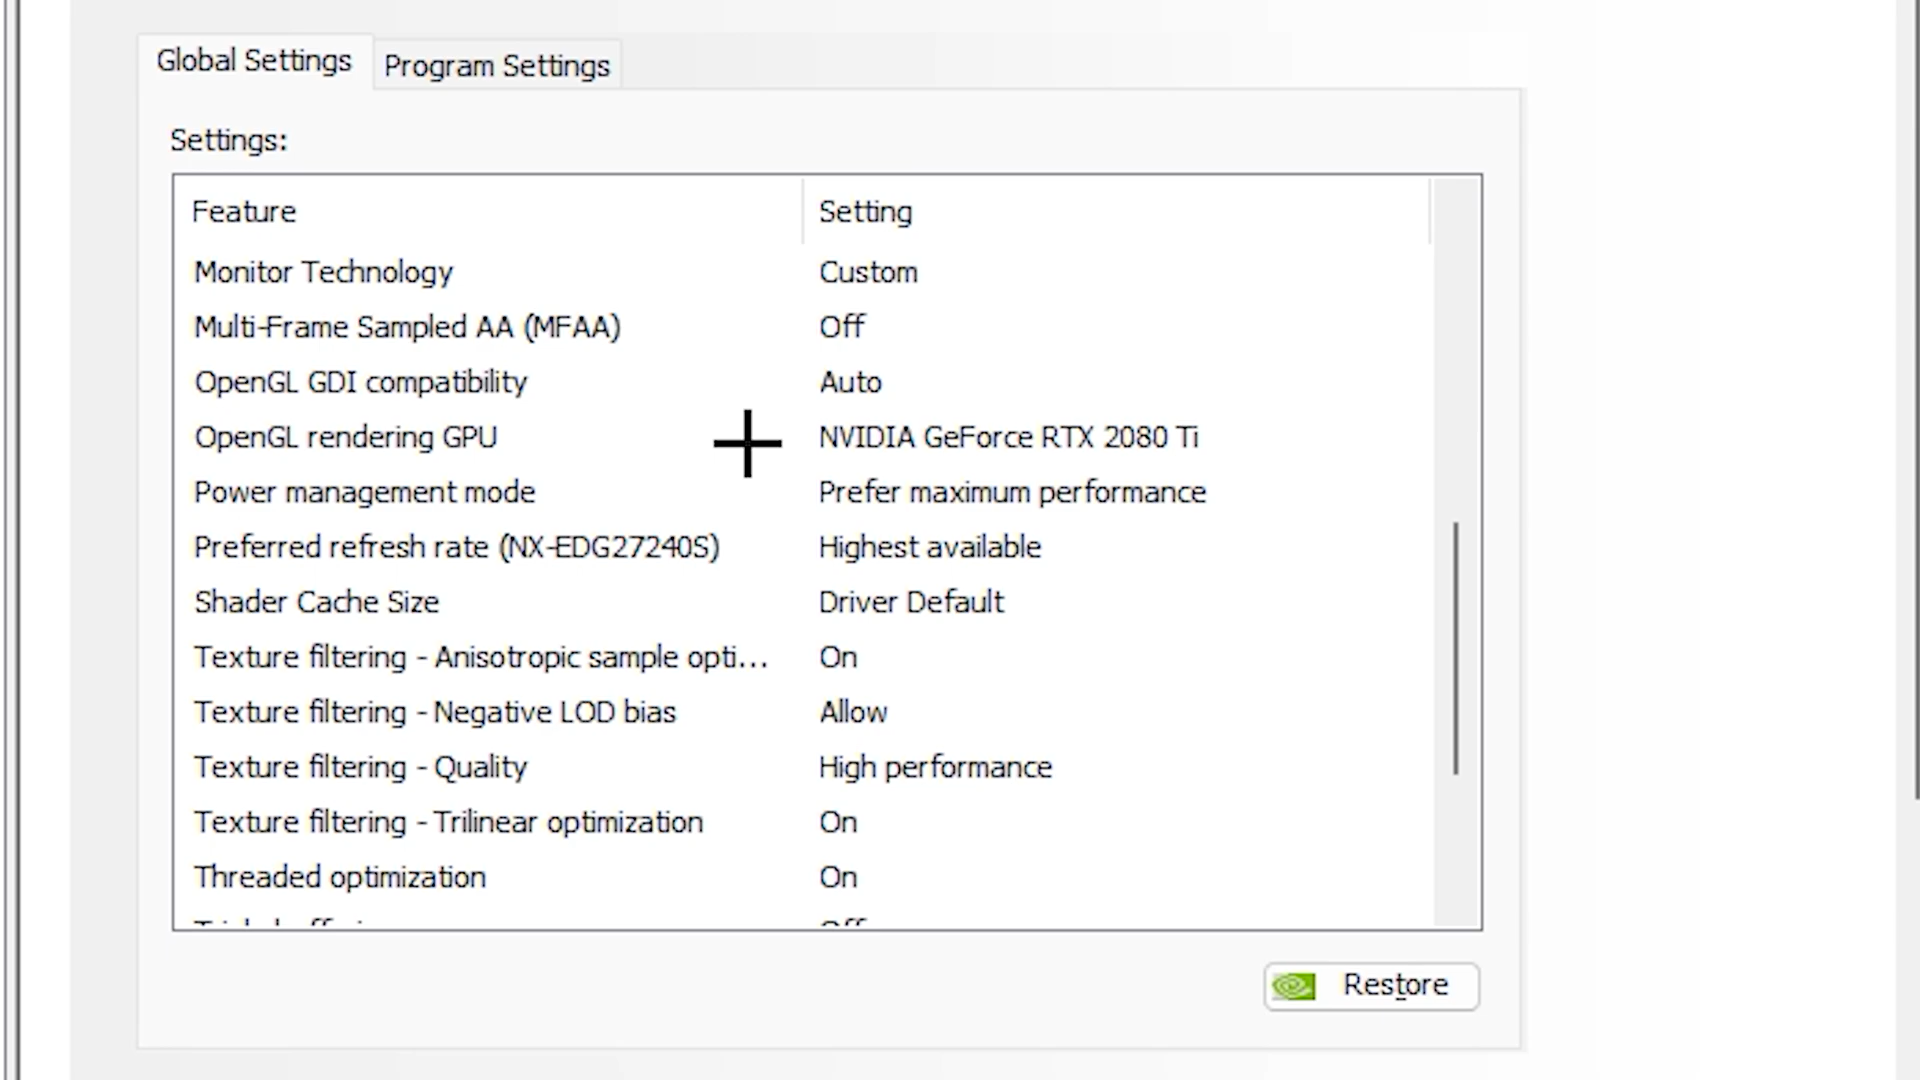 Global Settings
Program Settings
Settings:
Feature Setting
Monitor Technology Custom
Multi-Frame Sampled AA (MFAA) Off
OpenGL GDI compatibility Auto
OpenGL rendering GPU NVIDIA GeForce RTX 2080 Ti
Power management mode Prefer maximum performance
Preferred refresh rate (NX-EDG27240S) Highest available
Shader Cache Size Driver Default
Texture filtering - Anisotropic sample opti... On
Texture filtering - Negative LOD bias Allow
Texture filtering - Quality High performance
Texture filtering - Trilinear optimization On
Threaded optimization On
Restore